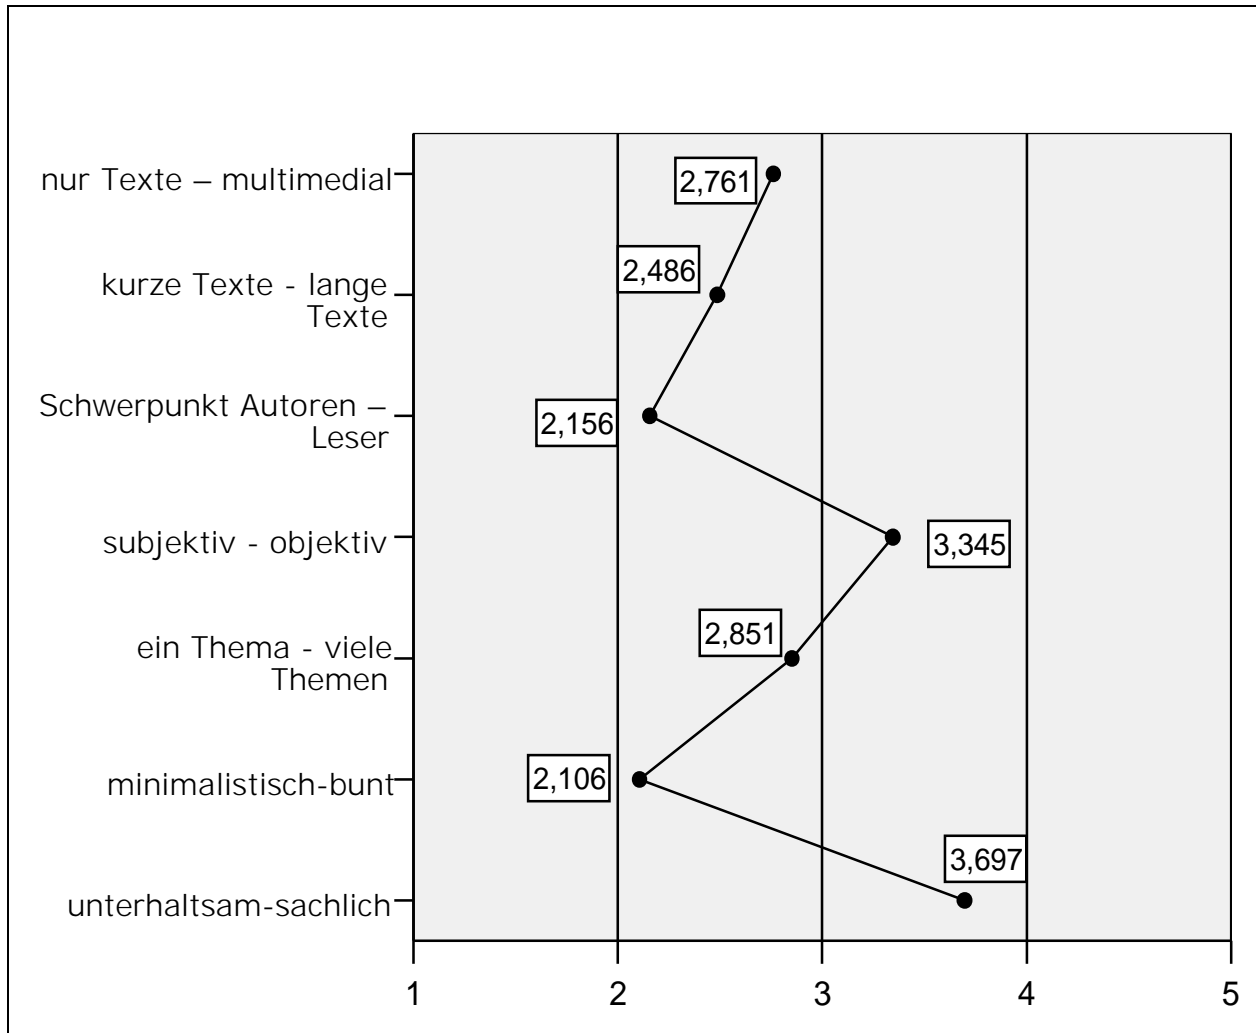 nur Texte – multimedial
2,761
kurze Texte - lange
Texte
2,486
Schwerpunkt Autoren –
Leser
2,156
subjektiv - objektiv
3,345
ein Thema - viele
Themen
2,851
minimalistisch-bunt
2,106
unterhaltsam-sachlich
3,697
1 2 3 4 5